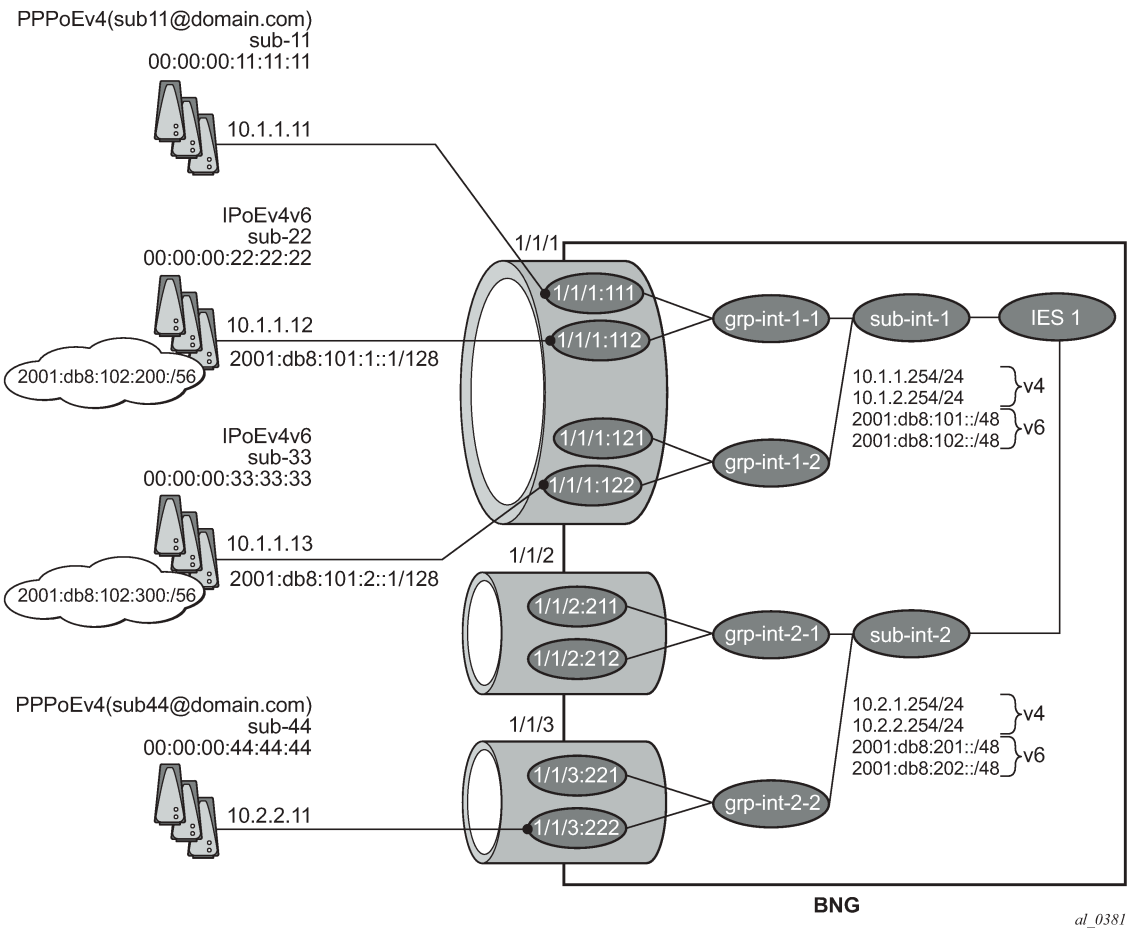 PPPoEv4(sub11@domain.com)
sub-11
00:00:00:11:11:11
10.1.1.11
IPoEv4v6
sub-22
00:00:00:22:22:22
10.1.1.12
2001:db8:101:1::1/128
2001:db8:102:200:/56
IPoEv4v6
sub-33
00:00:00:33:33:33
10.1.1.13
2001:db8:101:2::1/128
2001:db8:102:300:/56
PPPoEv4(sub44@domain.com)
sub-44
00:00:00:44:44:44
10.2.2.11
1/1/1
1/1/1:111
1/1/1:112
1/1/1:121
1/1/1:122
1/1/2
1/1/2:211
1/1/2:212
1/1/3
1/1/3:221
1/1/3:222
grp-int-1-1
grp-int-1-2
grp-int-2-1
grp-int-2-2
sub-int-1
IES 1
10.1.1.254/24
10.1.2.254/24
v4
2001:db8:101::/48
2001:db8:102::/48
v6
sub-int-2
10.2.1.254/24
10.2.2.254/24
v4
2001:db8:201::/48
2001:db8:202::/48
v6
BNG
al_0381